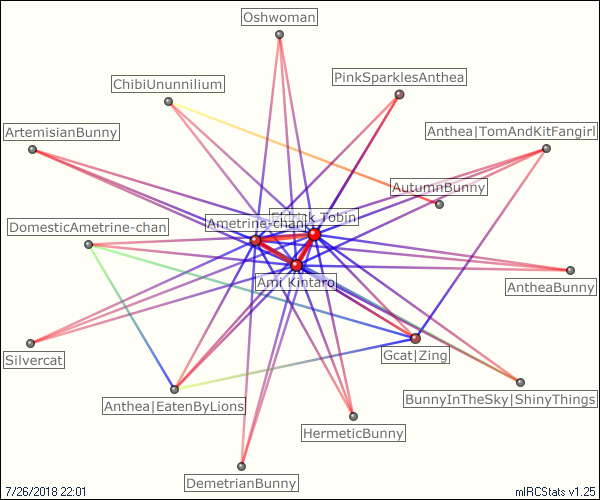 Oshwoman
PinkSparklesAnthea
ChibiUnunnilium
Anthea|TomAndKitFangirl
ArtemisianBunny
AutumnBunny
Ametrine-chan
Tobin
DomesticAmetrine-chan
Ami Kintaro
AntheaBunny
Silvercat
Gcat|Zing
BunnyInTheSky|ShinyThings
Anthea|EatenByLions
HermeticBunny
DemetrianBunny
7/26/2018 22:01
mIRCStats v1.25